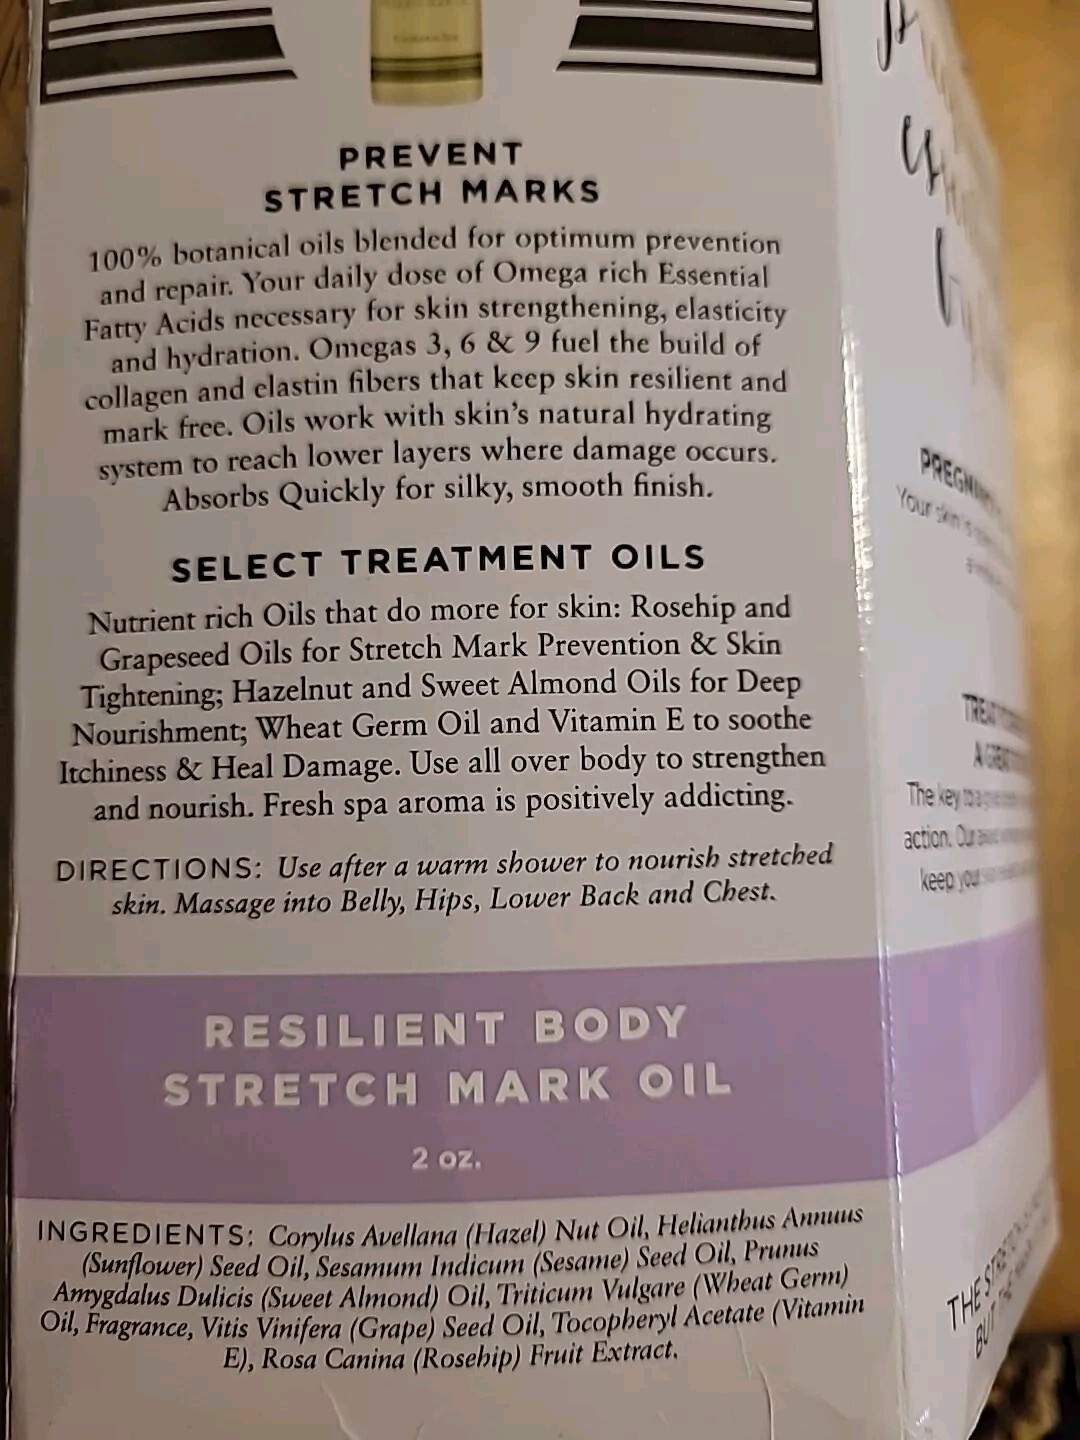 PREVENT
STRETCH MARKS
100% botanical oils blended for optimum prevention
and repair. Your daily dose of Omega rich Essential
Fatty Acids necessary for skin strengthening, elasticity
and hydration. Omegas 3, 6 & 9 fuel the build of
collagen and elastin fibers that keep skin resilient and
mark free. Oils work with skin's natural hydrating
system to reach lower layers where damage occurs.
Absorbs Quickly for silky, smooth finish.
SELECT TREATMENT OILS
Nutrient rich Oils that do more for skin: Rosehip and
Grapeseed Oils for Stretch Mark Prevention & Skin
Tightening; Hazelnut and Sweet Almond Oils for Deep
Nourishment; Wheat Germ Oil and Vitamin E to soothe
Itchiness & Heal Damage. Use all over body to strengthen
and nourish. Fresh spa aroma is positively addicting.
DIRECTIONS: Use after a warm shower to nourish stretched
skin. Massage into Belly, Hips, Lower Back and Chest.
RESILIENT BODY
STRETCH MARK OIL
2 oz.
INGREDIENTS: Corylus Avellana (Hazel) Nut Oil, Helianthus Annuus
(Sunflower) Seed Oil, Sesamum Indicum (Sesame) Seed Oil, Prunus
Amygdalus Dulicis (Sweet Almond) Oil, Triticum Vulgare (Wheat Germ)
Oil, Fragrance, Vitis Vinifera (Grape) Seed Oil, Tocopheryl Acetate (Vitamin
E), Rosa Canina (Rosehip) Fruit Extract.
Your skin is
The key to a
action. Our
keep your
THE
BUT